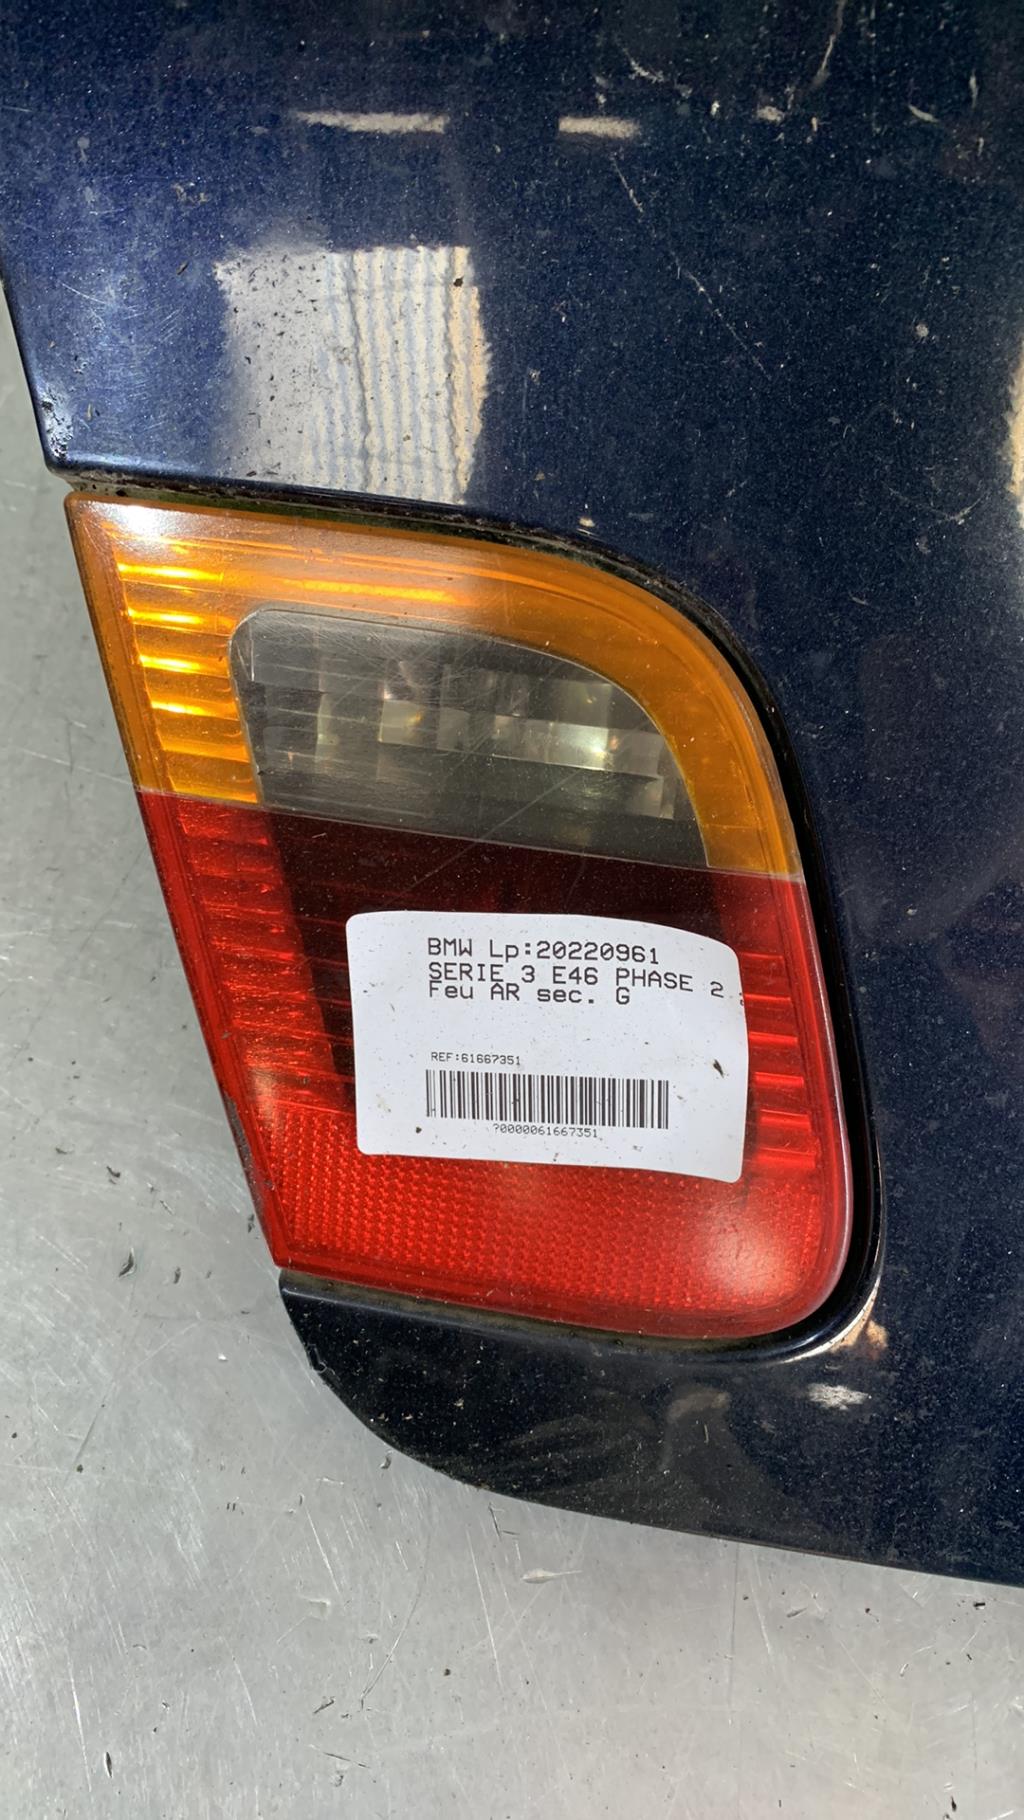 BMW Lp:20220961
SERIE 3 E46 PHASE 2
Feu AR sec. G
REF:61667351
?0000061667351